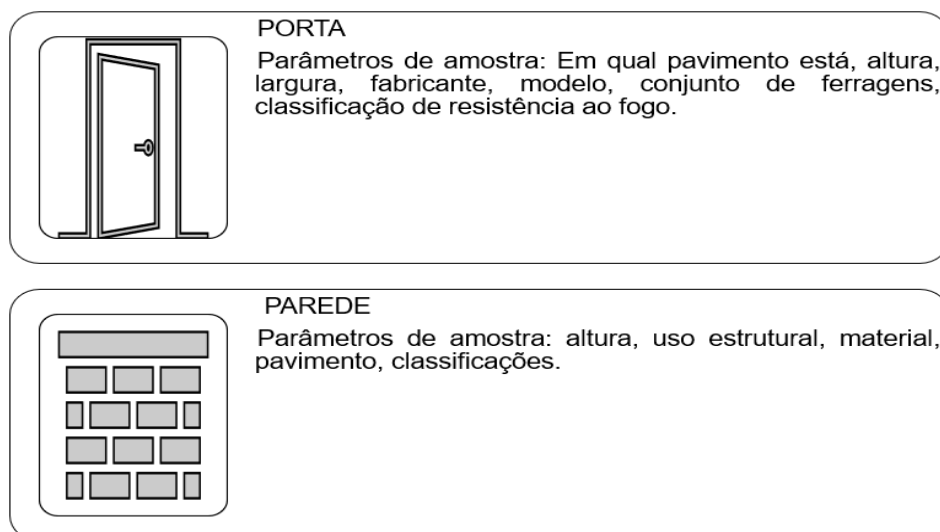 PORTA
Parâmetros de amostra: Em qual pavimento está, altura,
largura, fabricante, modelo, conjunto de ferragens,
classificação de resistência ao fogo.
PAREDE
Parâmetros de amostra: altura, uso estrutural, material,
pavimento, classificações.